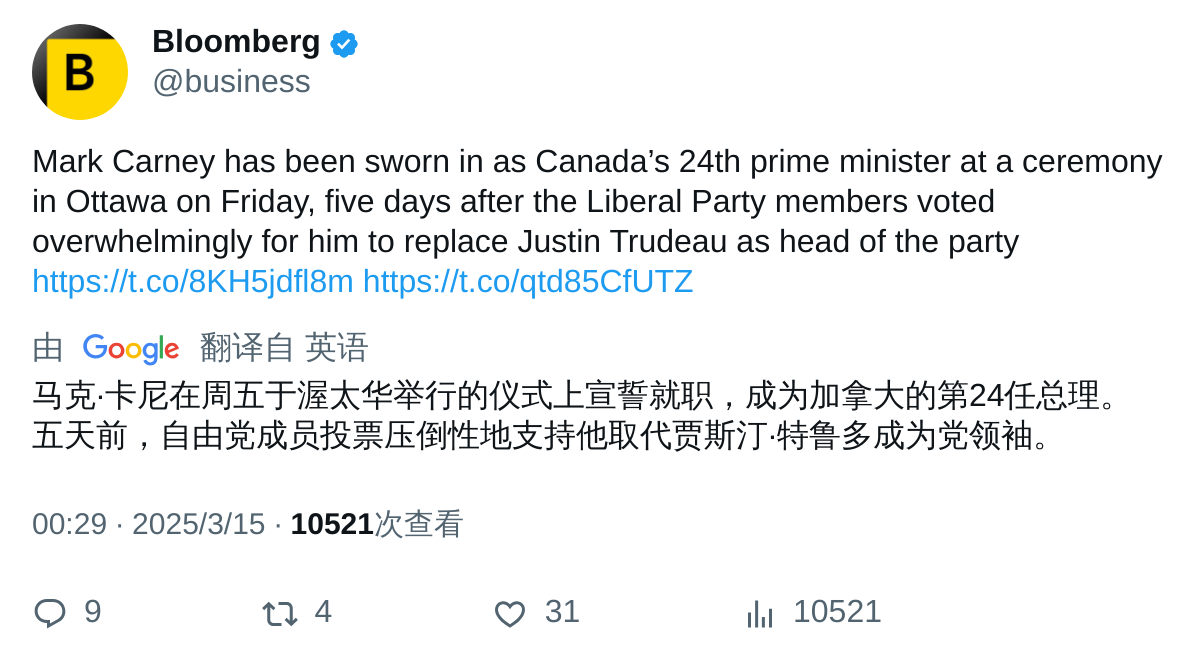 B
Bloomberg
@business
Mark Carney has been sworn in as Canada’s 24th prime minister at a ceremony
in Ottawa on Friday, five days after the Liberal Party members voted
overwhelmingly for him to replace Justin Trudeau as head of the party
https://t.co/8KH5jdfl8m https://t.co/qtd85CfUTZ
由 Google 翻译自 英语
马克·卡尼在周五于渥太华举行的仪式上宣誓就职，成为加拿大的第24任总理。
五天前，自由党成员投票压倒性地支持他取代贾斯汀·特鲁多成为党领袖。
00:29 · 2025/3/15 · 10521次查看
9 4 31 10521